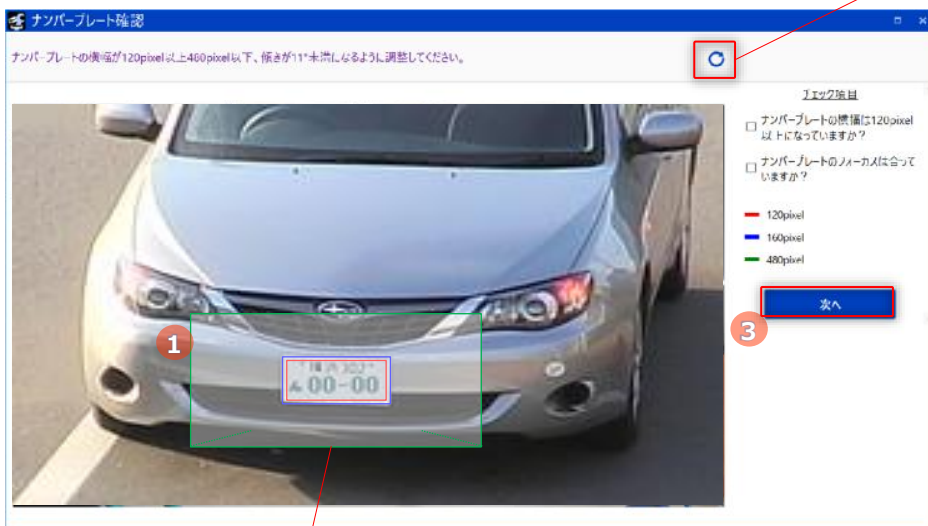 ナンバープレート確認
ナンバープレートの横幅が120pixel以上480pixel以下、傾きが11°未満になるように調整してください。
チェック項目
ナンバープレートの横幅は120pixel
以上になっていますか？
ナンバープレートのフォーカスは合って
いますか？
120pixel
160pixel
480pixel
次へ
1
3
横浜 302
00-00